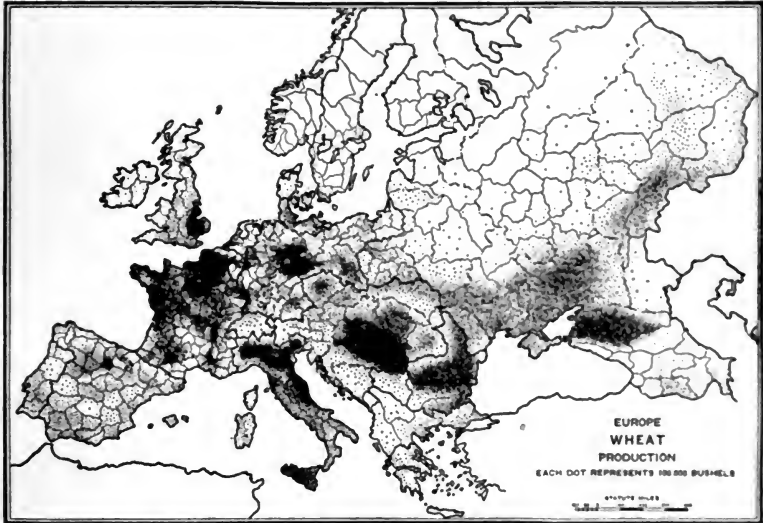 EUROPE
WHEAT
PRODUCTION
EACH DOT REPRESENTS 100,000 BUSHELS
STATUTE MILES